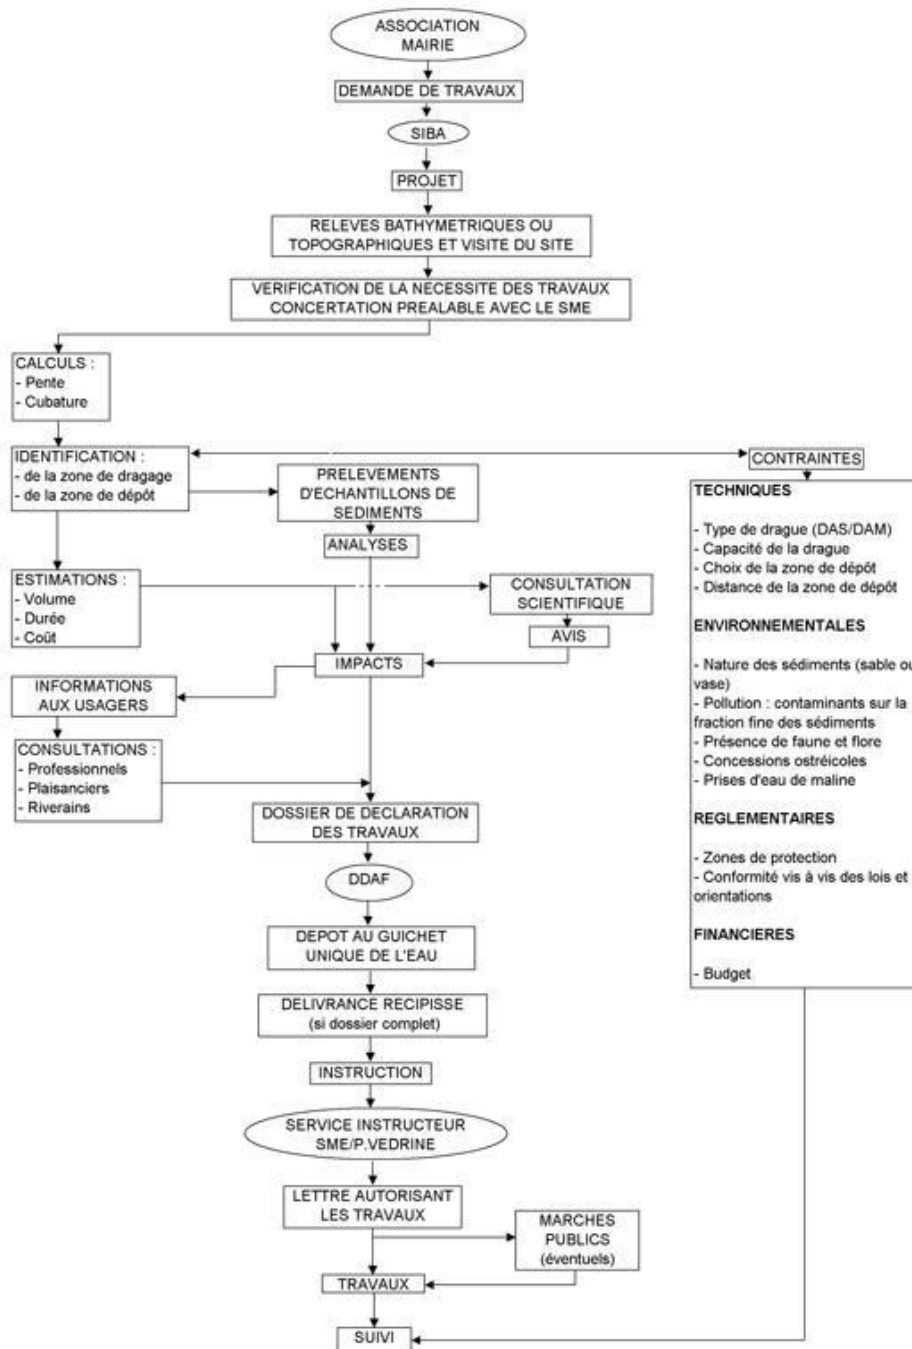 ASSOCIATION
MAIRIE
DEMANDE DE TRAVAUX
SIBA
PROJET
RELEVES BATHYMETRIQUES OU
TOPOGRAPHIQUES ET VISITE DU SITE
VERIFICATION DE LA NECESSITE DES TRAVAUX
CONCERTATION PREALABLE AVEC LE SME
CALCULS :
- Pente
- Cubature
IDENTIFICATION :
- de la zone de dragage
- de la zone de dépôt
PRELEVEMENTS
D'ECHANTILLONS DE
SEDIMENTS
ANALYSES
ESTIMATIONS :
- Volume
- Durée
- Coût
CONSULTATION
SCIENTIFIQUE
AVIS
IMPACTS
INFORMATIONS
AUX USAGERS
CONSULTATIONS :
- Professionnels
- Plaisanciers
- Riverains
DOSSIER DE DECLARATION
DES TRAVAUX
DDAF
DEPOT AU GUICHET
UNIQUE DE L'EAU
DELIVRANCE RECIPISSE
(si dossier complet)
INSTRUCTION
SERVICE INSTRUCTEUR
SME/P.VEDRINE
LETTRE AUTORISANT
LES TRAVAUX
MARCHES
PUBLICS
(éventuels)
TRAVAUX
SUIVI
CONTRAINTES
TECHNIQUES
- Type de drague (DAS/DAM)
- Capacité de la drague
- Choix de la zone de dépôt
- Distance de la zone de dépôt
ENVIRONNEMENTALES
- Nature des sédiments (sable ou
vase)
- Pollution : contaminants sur la
fraction fine des sédiments
- Présence de faune et flore
- Concessions ostréicoles
- Prises d'eau de maline
REGLEMENTAIRES
- Zones de protection
- Conformité vis à vis des lois et
orientations
FINANCIERES
- Budget